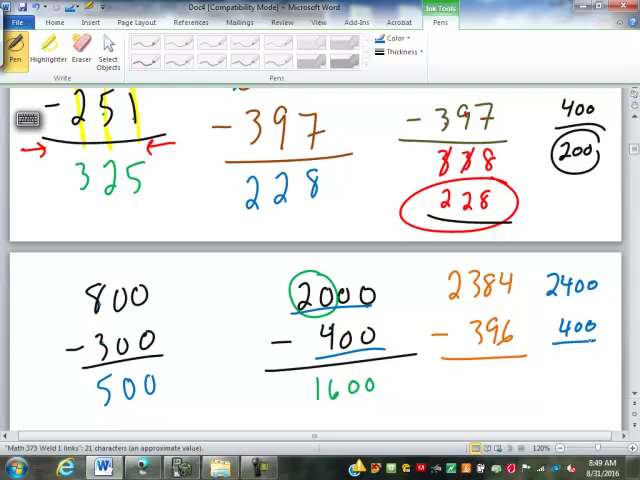 Doc4 [Compatibility Mode] - Microsoft Word
Ink Tools
File Home Insert Page Layout References Mailings Review View Add-Ins Acrobat Pens
Pen Highlighter Eraser Select Objects
Color
Thickness
Write
Pens
- 251
325
- 397
228
- 397
338
228
400
200
800
- 300
500
2000
- 400
1600
2384
- 396
2400
400
"Math 373 Weld 1 links": 21 characters (an approximate value).
120%
8:49 AM
8/31/2016